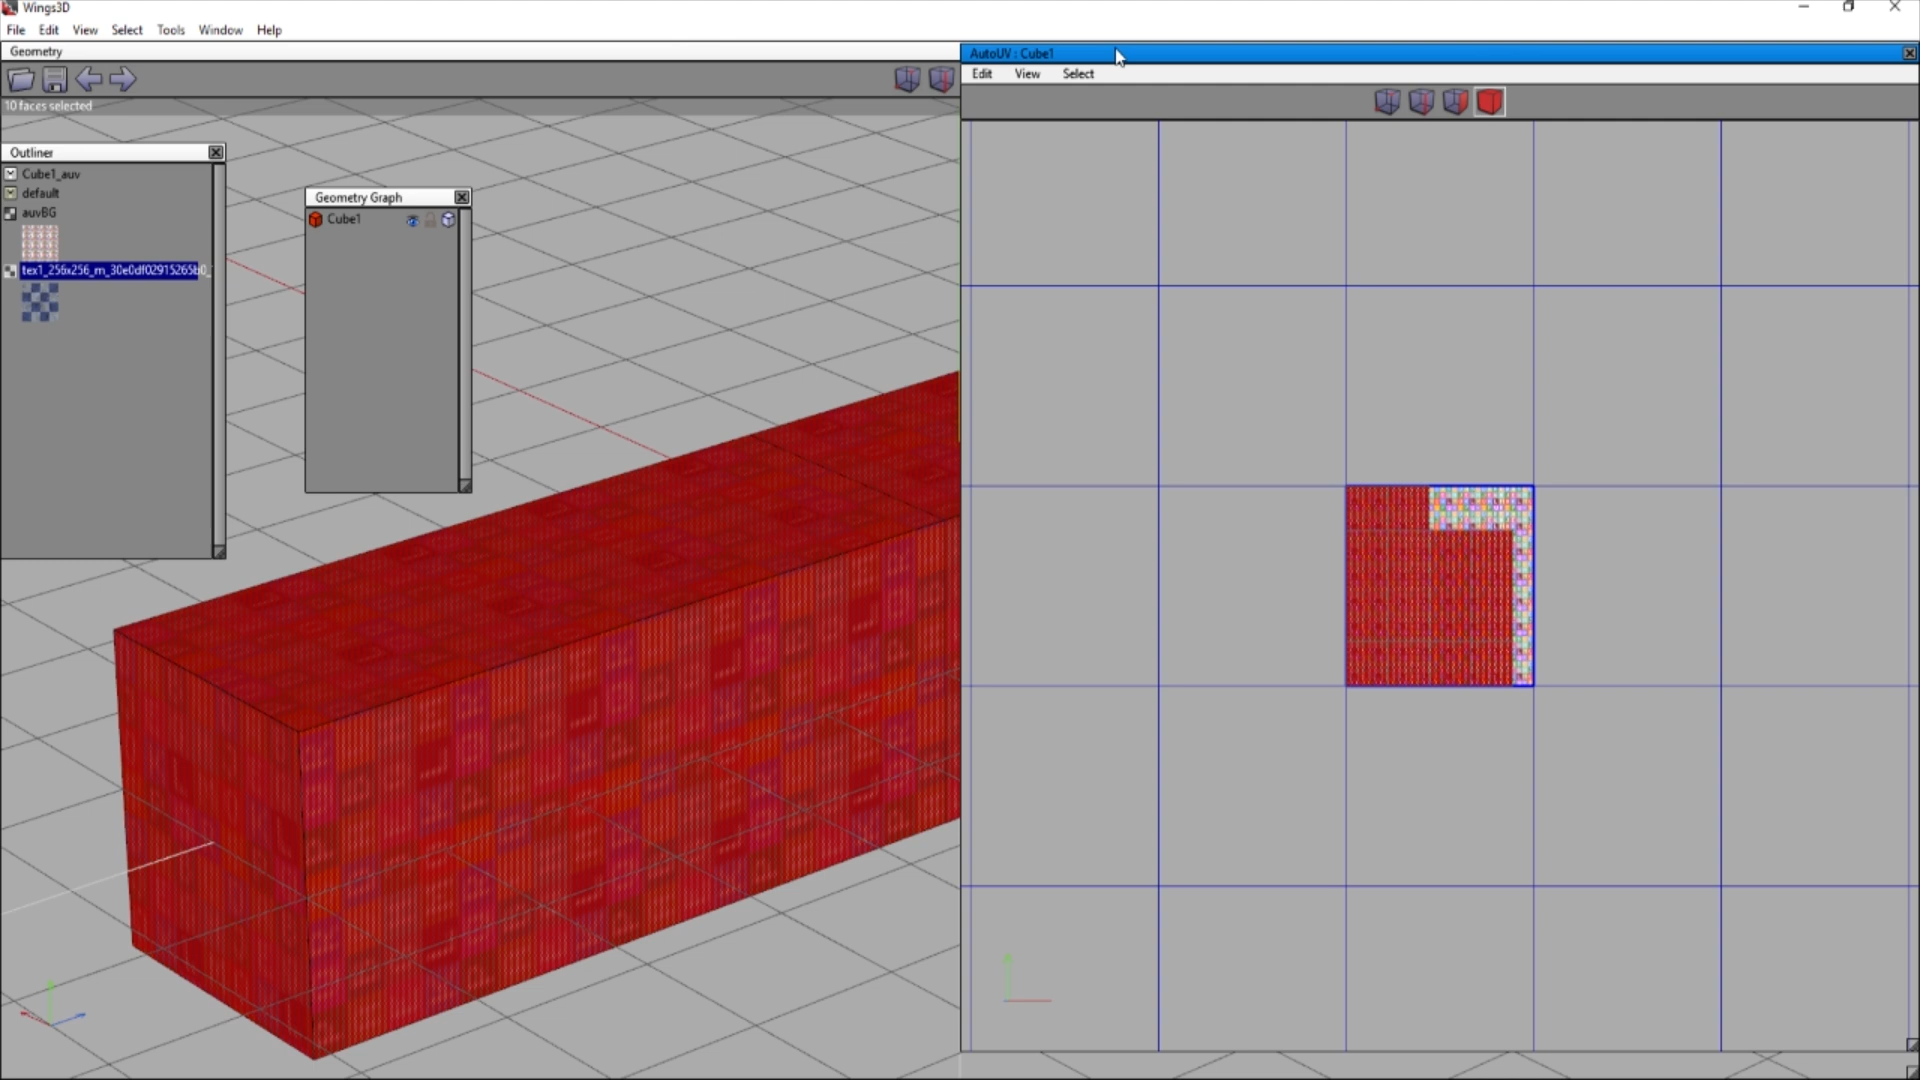 Wings3D
File Edit View Select Tools Window Help
Geometry
10 faces selected
Outliner
Cube1_auv
default
auvBG
tex1_256x256_m_30e0df02915265b0_
Geometry Graph
Cube1
AutoUV : Cube1
Edit View Select